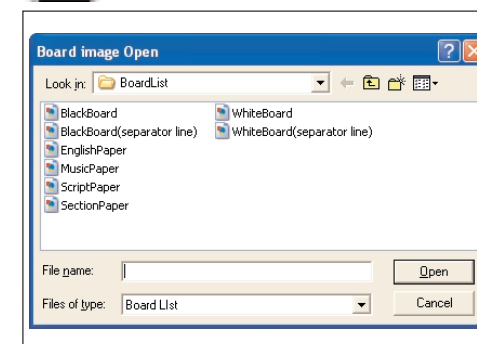 Board image Open
Look in: BoardList
BlackBoard WhiteBoard
BlackBoard(separator line) WhiteBoard(separator line)
EnglishPaper
MusicPaper
ScriptPaper
SectionPaper
File name: Open
Files of type: Board LIst Cancel